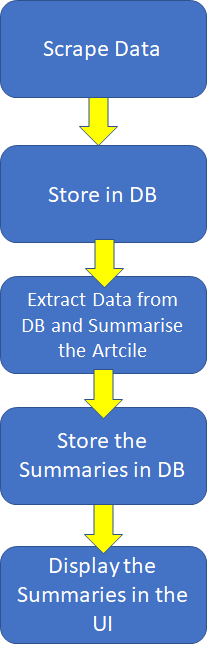 Scrape Data
Store in DB
Extract Data from
DB and Summarise
the Artcile
Store the
Summaries in DB
Display the
Summaries in the
UI